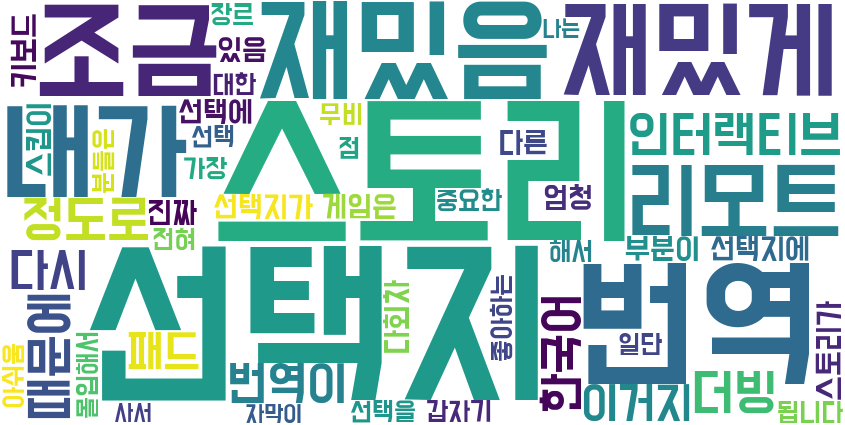 키보드
조금
장르
있음
대한
재밌음
나는
재밌게
스킵이
내가
분들은
선택에
선택
가장
스토리
무비
점
다른
인터랙티브
정도로
진짜
전혀
선택지가
게임은
중요한
엄청
리모트
해서
부분이
선택지에
다시
때문에
선택지
다회차
좋아하는
한국어
번역
일단
스토리가
아쉬움
몰입해서
패드
번역이
사서
자막이
선택을
갑자기
이거지
더빙
됩니다